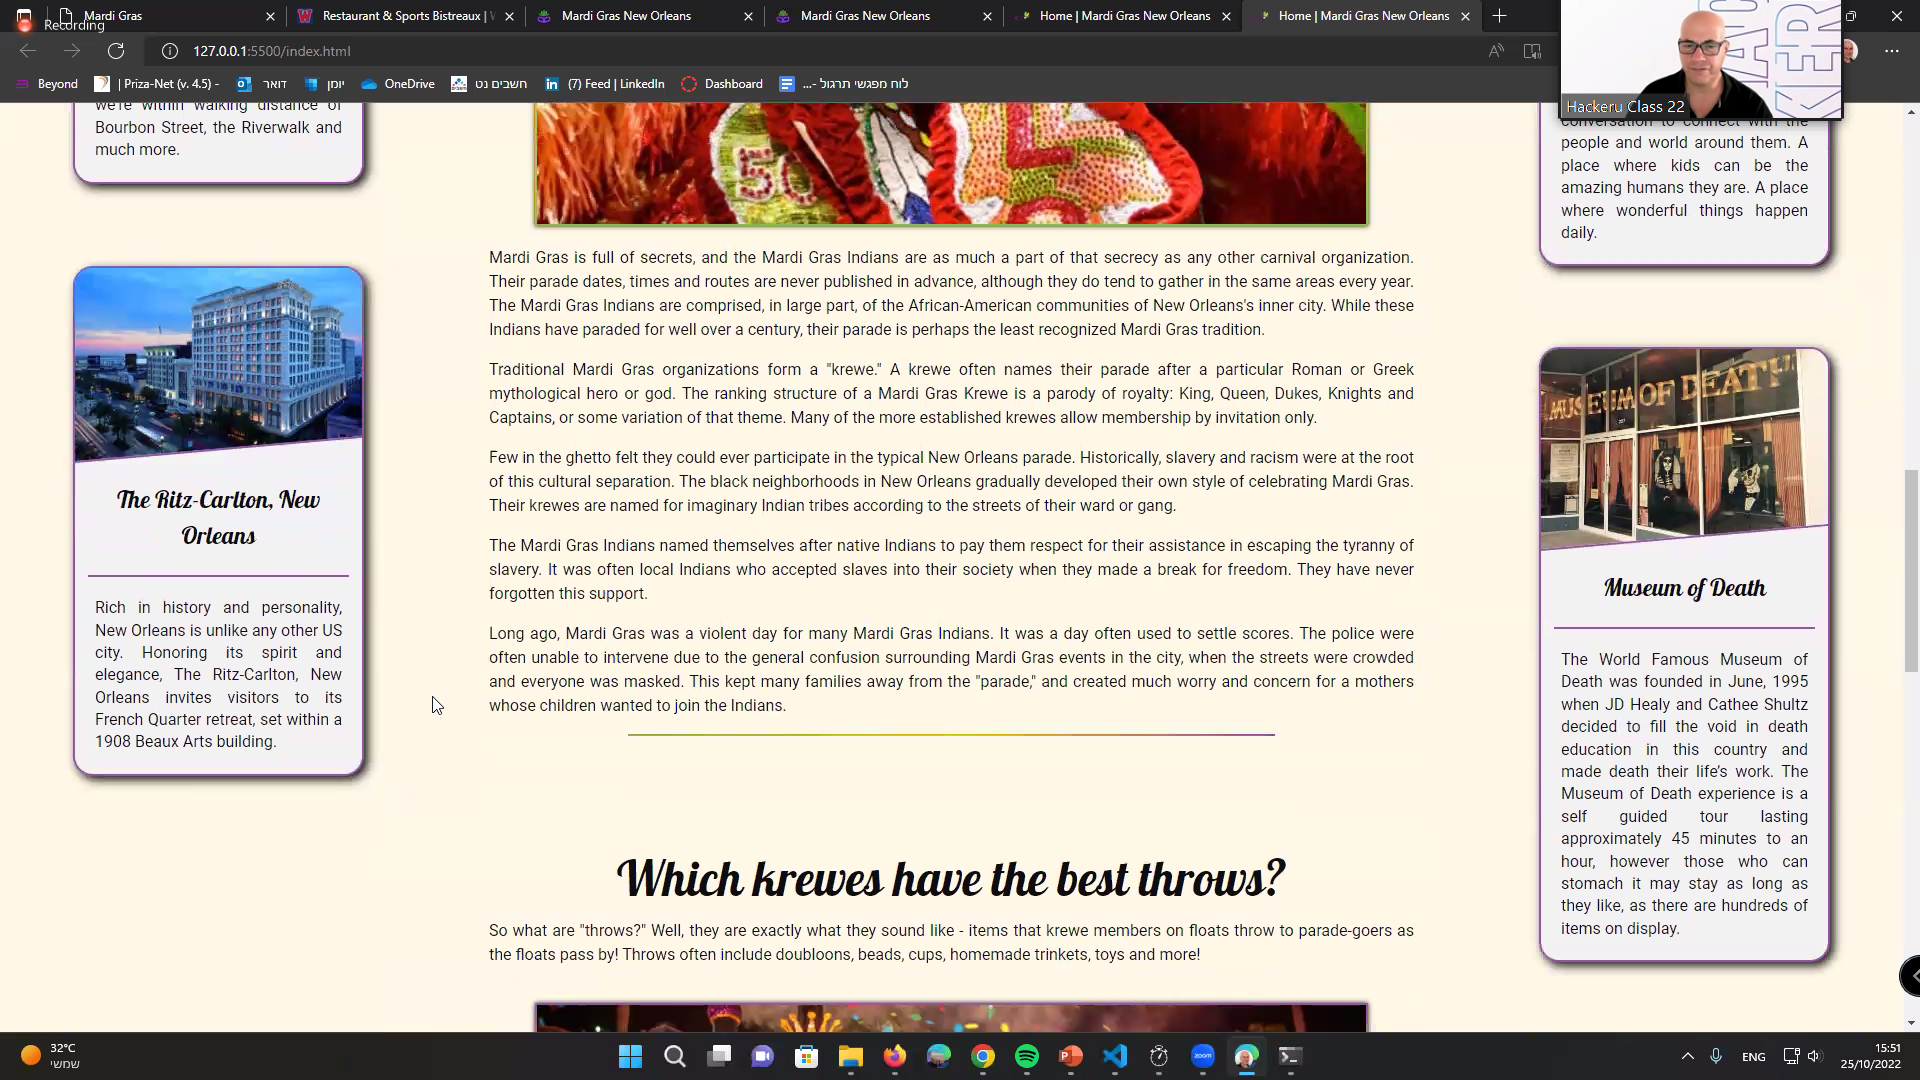 Recording
Mardi Gras
Restaurant & Sports Bistreaux |
Mardi Gras New Orleans
Mardi Gras New Orleans
Home | Mardi Gras New Orleans
Home | Mardi Gras New Orleans
127.0.0.1:5500/index.html
Beyond
| Priza-Net (v. 4.5) -
דואר
יומן
OneDrive
חשבים נט
(7) Feed | LinkedIn
Dashboard
לוח מפגשי תרגול -...
Hackeru Class 22
we're within walking distance of
Bourbon Street, the Riverwalk and
much more.
The Ritz-Carlton, New
Orleans
Rich in history and personality,
New Orleans is unlike any other US
city. Honoring its spirit and
elegance, The Ritz-Carlton, New
Orleans invites visitors to its
French Quarter retreat, set within a
1908 Beaux Arts building.
50
Mardi Gras is full of secrets, and the Mardi Gras Indians are as much a part of that secrecy as any other carnival organization.
Their parade dates, times and routes are never published in advance, although they do tend to gather in the same areas every year.
The Mardi Gras Indians are comprised, in large part, of the African-American communities of New Orleans's inner city. While these
Indians have paraded for well over a century, their parade is perhaps the least recognized Mardi Gras tradition.
Traditional Mardi Gras organizations form a "krewe." A krewe often names their parade after a particular Roman or Greek
mythological hero or god. The ranking structure of a Mardi Gras Krewe is a parody of royalty: King, Queen, Dukes, Knights and
Captains, or some variation of that theme. Many of the more established krewes allow membership by invitation only.
Few in the ghetto felt they could ever participate in the typical New Orleans parade. Historically, slavery and racism were at the root
of this cultural separation. The black neighborhoods in New Orleans gradually developed their own style of celebrating Mardi Gras.
Their krewes are named for imaginary Indian tribes according to the streets of their ward or gang.
The Mardi Gras Indians named themselves after native Indians to pay them respect for their assistance in escaping the tyranny of
slavery. It was often local Indians who accepted slaves into their society when they made a break for freedom. They have never
forgotten this support.
Long ago, Mardi Gras was a violent day for many Mardi Gras Indians. It was a day often used to settle scores. The police were
often unable to intervene due to the general confusion surrounding Mardi Gras events in the city, when the streets were crowded
and everyone was masked. This kept many families away from the "parade," and created much worry and concern for a mothers
whose children wanted to join the Indians.
Which krewes have the best throws?
So what are "throws?" Well, they are exactly what they sound like - items that krewe members on floats throw to parade-goers as
the floats pass by! Throws often include doubloons, beads, cups, homemade trinkets, toys and more!
conversation to connect with the
people and world around them. A
place where kids can be the
amazing humans they are. A place
where wonderful things happen
daily.
MUSEUM OF DEATH
Museum of Death
The World Famous Museum of
Death was founded in June, 1995
when JD Healy and Cathee Shultz
decided to fill the void in death
education in this country and
made death their life's work. The
Museum of Death experience is a
self guided tour lasting
approximately 45 minutes to an
hour, however those who can
stomach it may stay as long as
they like, as there are hundreds of
items on display.
32°C
שמשי
zoom
ENG
15:51
25/10/2022